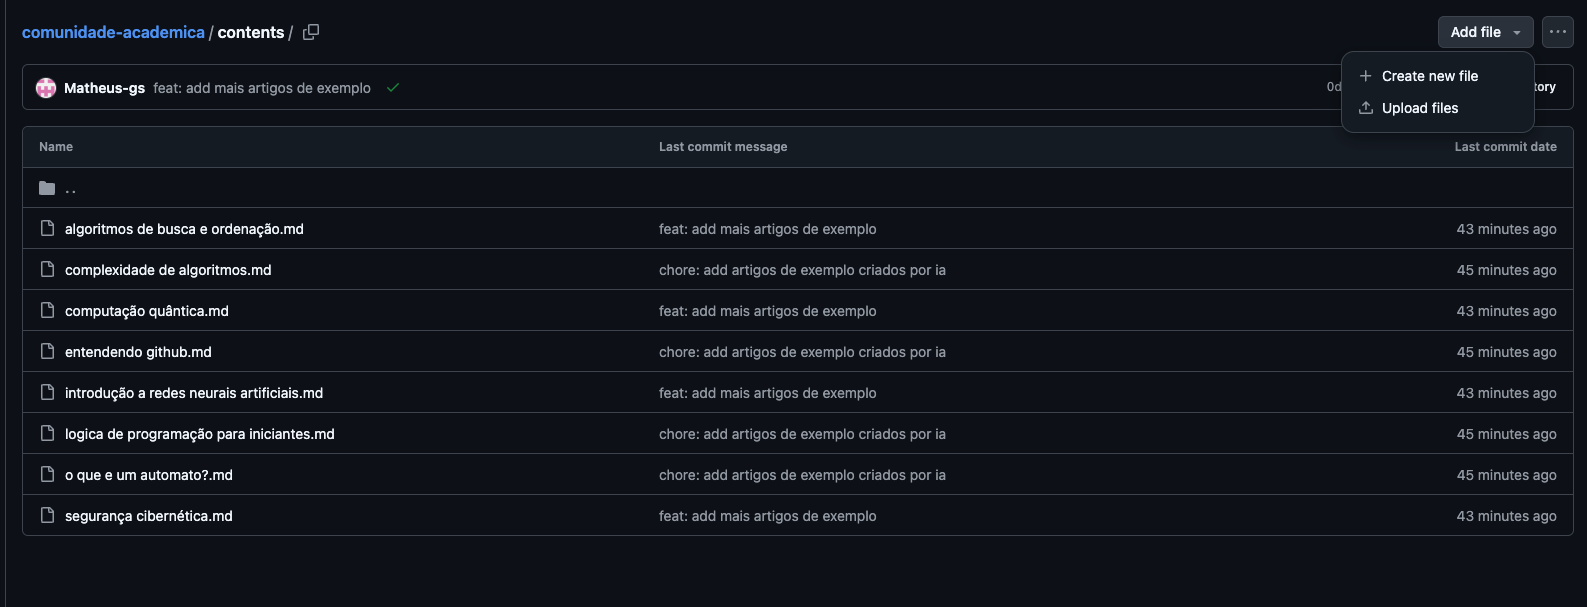 comunidade-academica / contents /
Add file
Matheus-gs feat: add mais artigos de exemplo
Create new file
Upload files
Name Last commit message Last commit date
..
algoritmos de busca e ordenação.md feat: add mais artigos de exemplo 43 minutes ago
complexidade de algoritmos.md chore: add artigos de exemplo criados por ia 45 minutes ago
computação quântica.md feat: add mais artigos de exemplo 43 minutes ago
entendendo github.md chore: add artigos de exemplo criados por ia 45 minutes ago
introdução a redes neurais artificiais.md feat: add mais artigos de exemplo 43 minutes ago
logica de programação para iniciantes.md chore: add artigos de exemplo criados por ia 45 minutes ago
o que e um automato?.md chore: add artigos de exemplo criados por ia 45 minutes ago
segurança cibernética.md feat: add mais artigos de exemplo 43 minutes ago